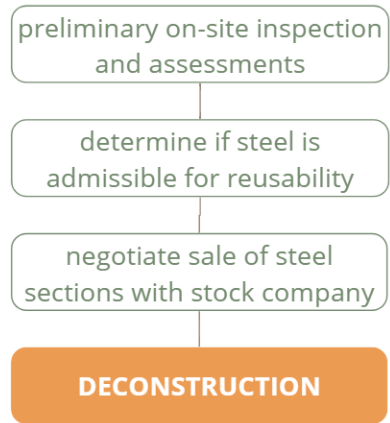 preliminary on-site inspection
and assessments
determine if steel is
admissible for reusability
negotiate sale of steel
sections with stock company
DECONSTRUCTION